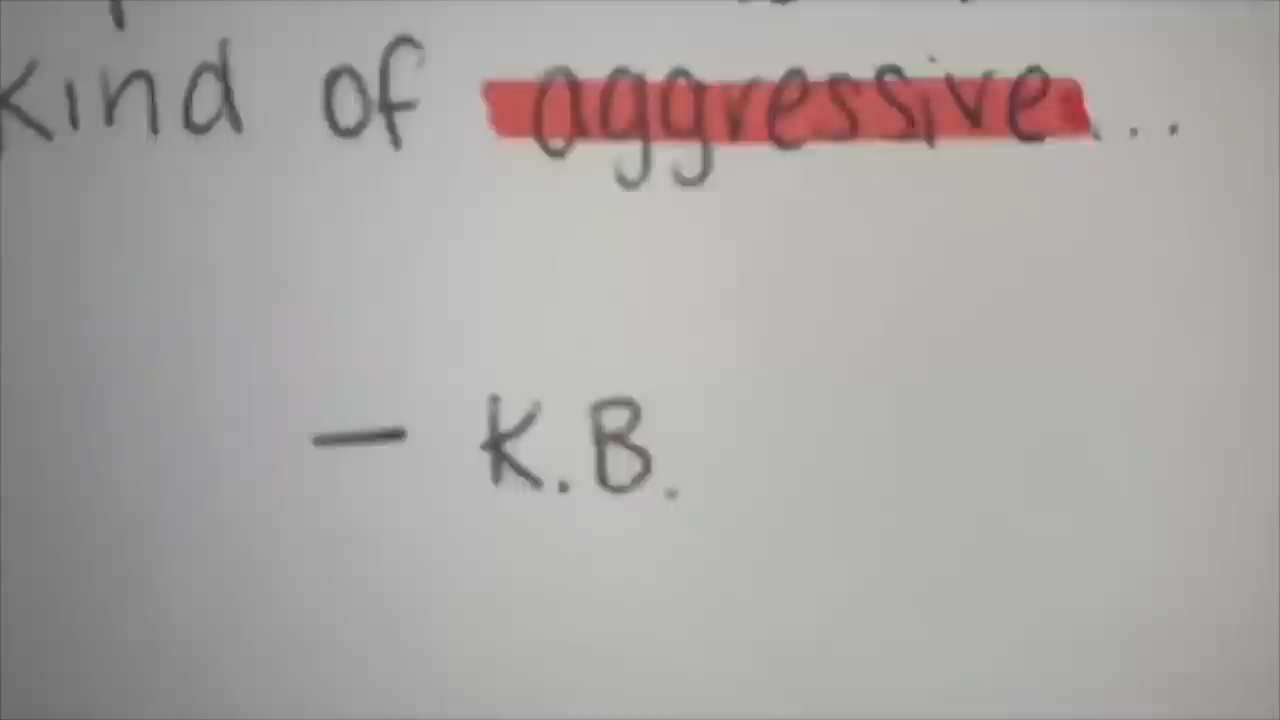 kind of aggressive...
— K.B.